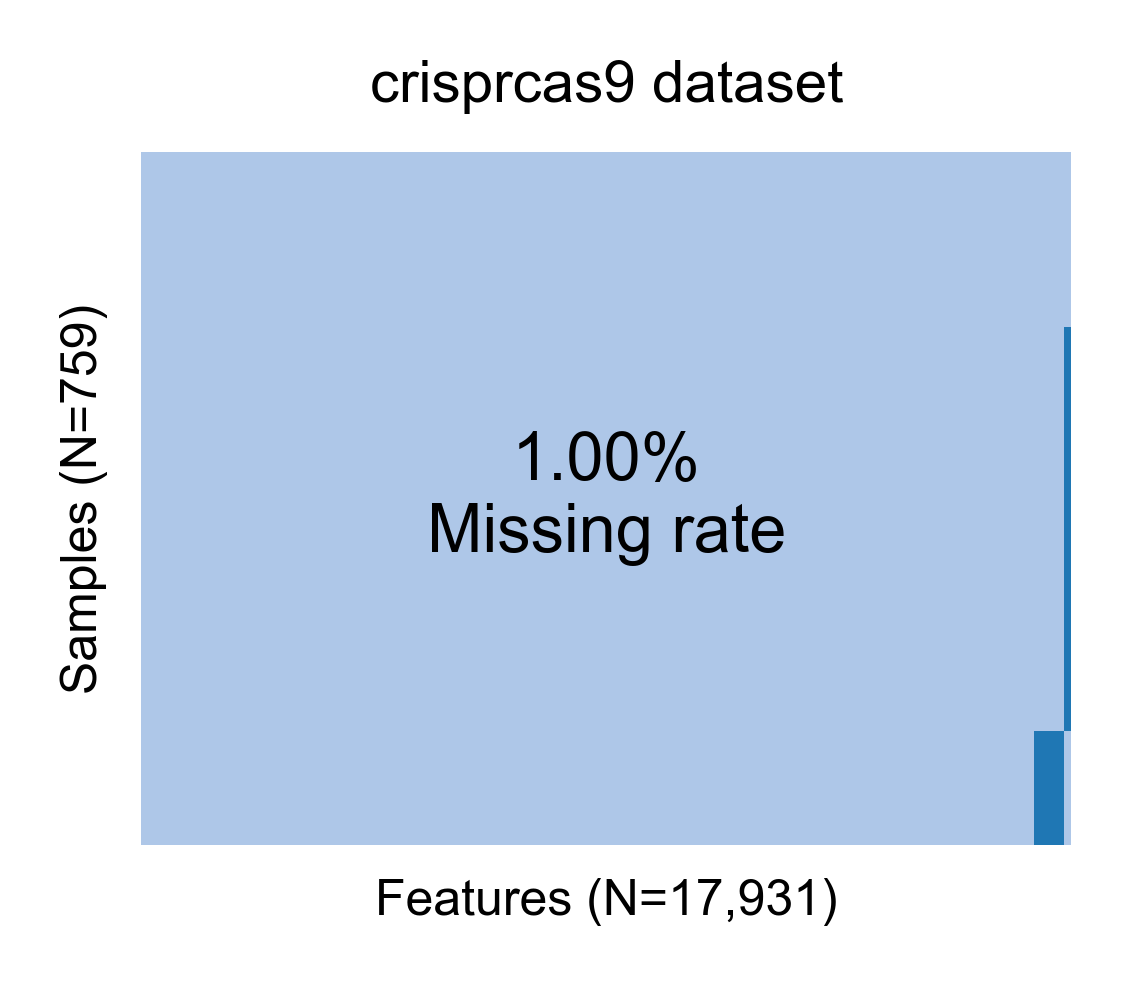 crisprcas9 dataset
Samples (N=759)
1.00%
Missing rate
Features (N=17,931)